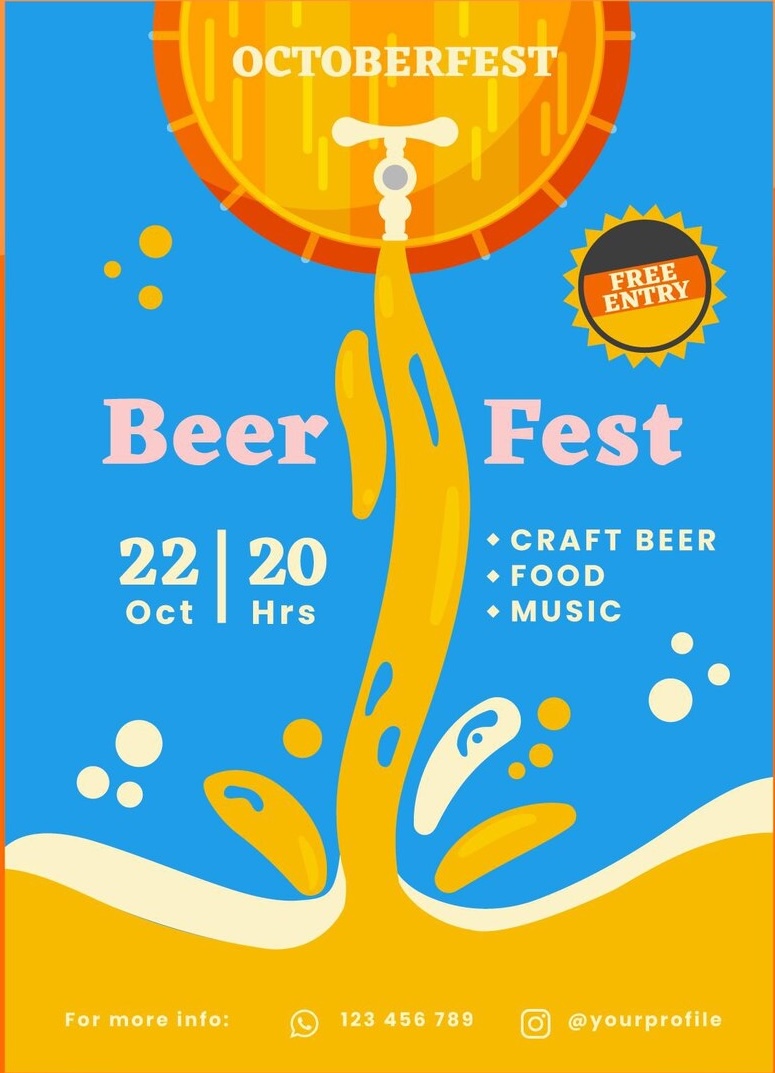 OCTOBERFEST
FREE
ENTRY
Beer Fest
22 | 20
Oct Hrs
CRAFT BEER
FOOD
MUSIC
For more info: 123 456 789 @yourprofile